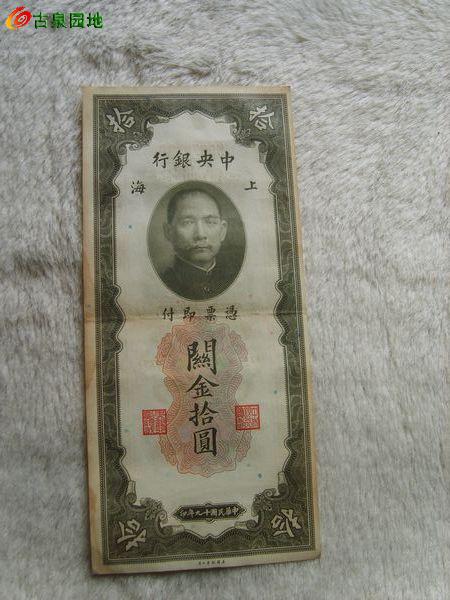 古泉园地
拾 拾
中央銀行
上 海
憑票即付
關金拾圓
中華民國十九年印
拾 拾